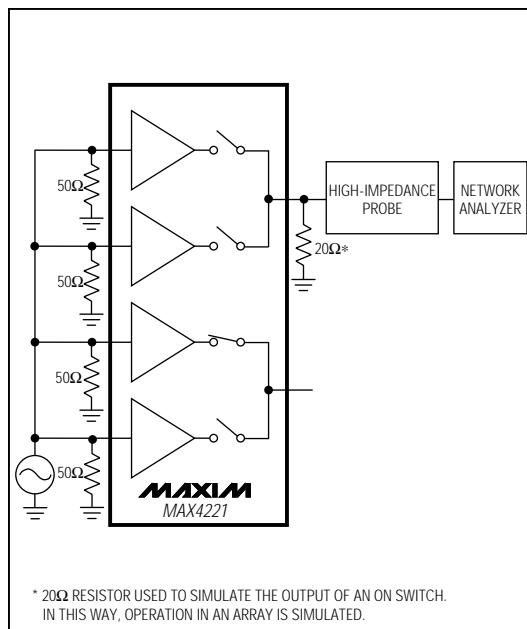 50Ω
HIGH-IMPEDANCE
PROBE
NETWORK
ANALYZER
50Ω
20Ω*
50Ω
50Ω
MAXIM
MAX4221
* 20Ω RESISTOR USED TO SIMULATE THE OUTPUT OF AN ON SWITCH.
IN THIS WAY, OPERATION IN AN ARRAY IS SIMULATED.